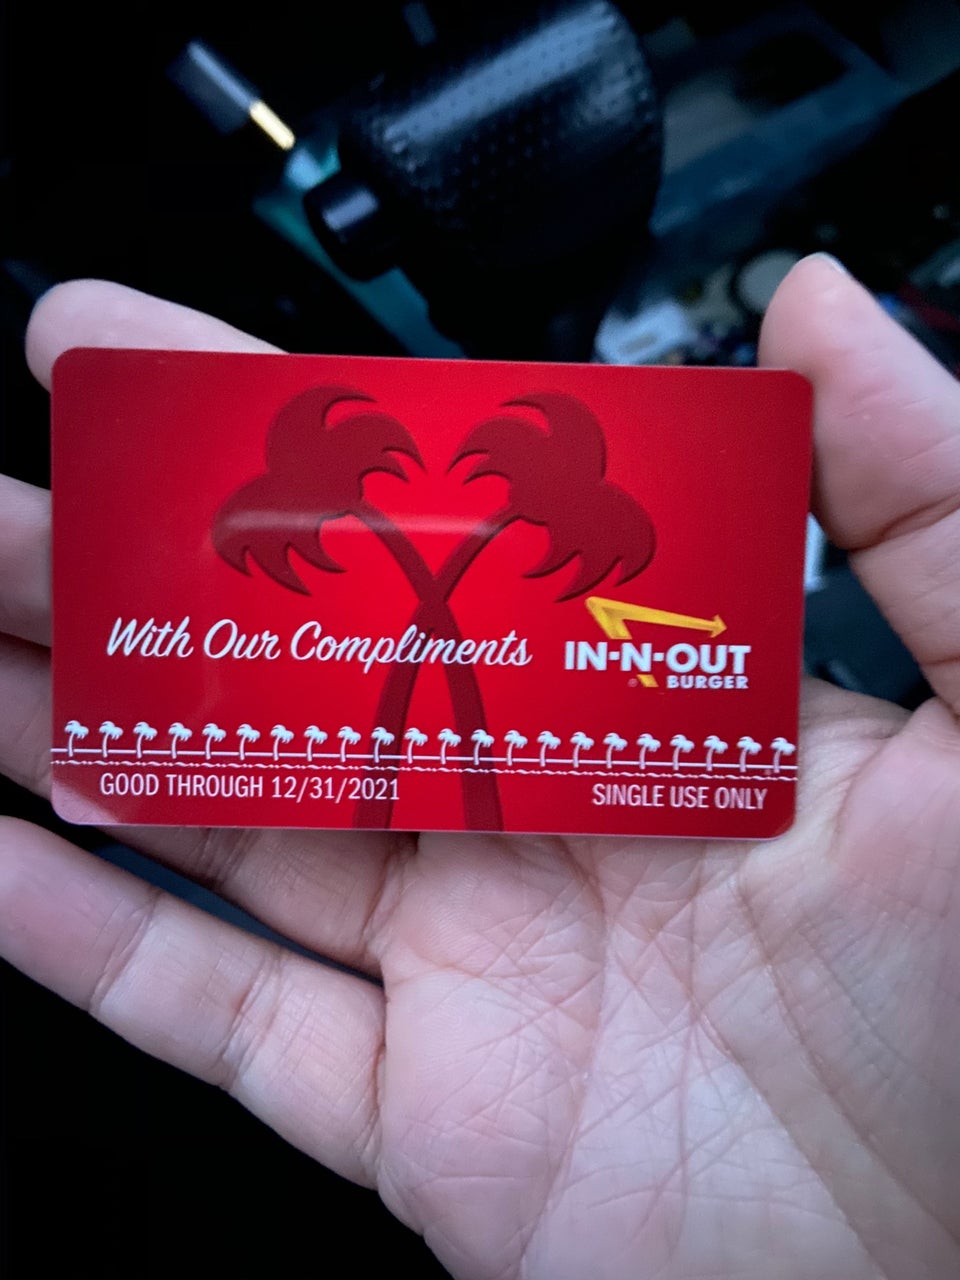 With Our Compliments
IN-N-OUT
BURGER
GOOD THROUGH 12/31/2021
SINGLE USE ONLY